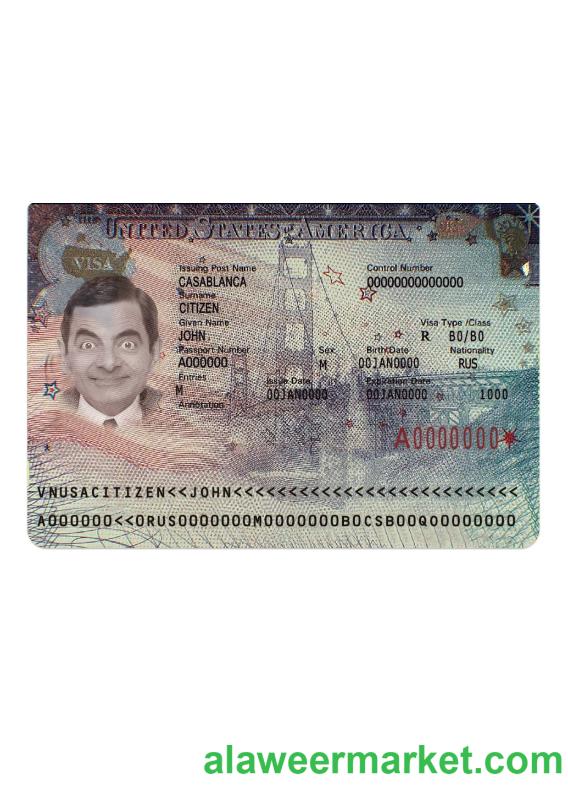 THE UNITED STATES OF AMERICA
VISA
Issuing Post Name Control Number
CASABLANCA 00000000000000
Surname
CITIZEN
Given Name Visa Type /Class
JOHN R B0/B0
Passport Number Sex Birth Date Nationality
A000000 M 00JAN0000 RUS
Entries Issue Date Expiration Date
M 00JAN0000 00JAN0000 1000
Annotation
A0000000*
VNUSACITIZEN<<JOHN<<<<<<<<<<<<<<<<<<<<<<<<<<
A000000<<0RUS0000000M0000000B0CSB00Q00000000
alaweermarket.com